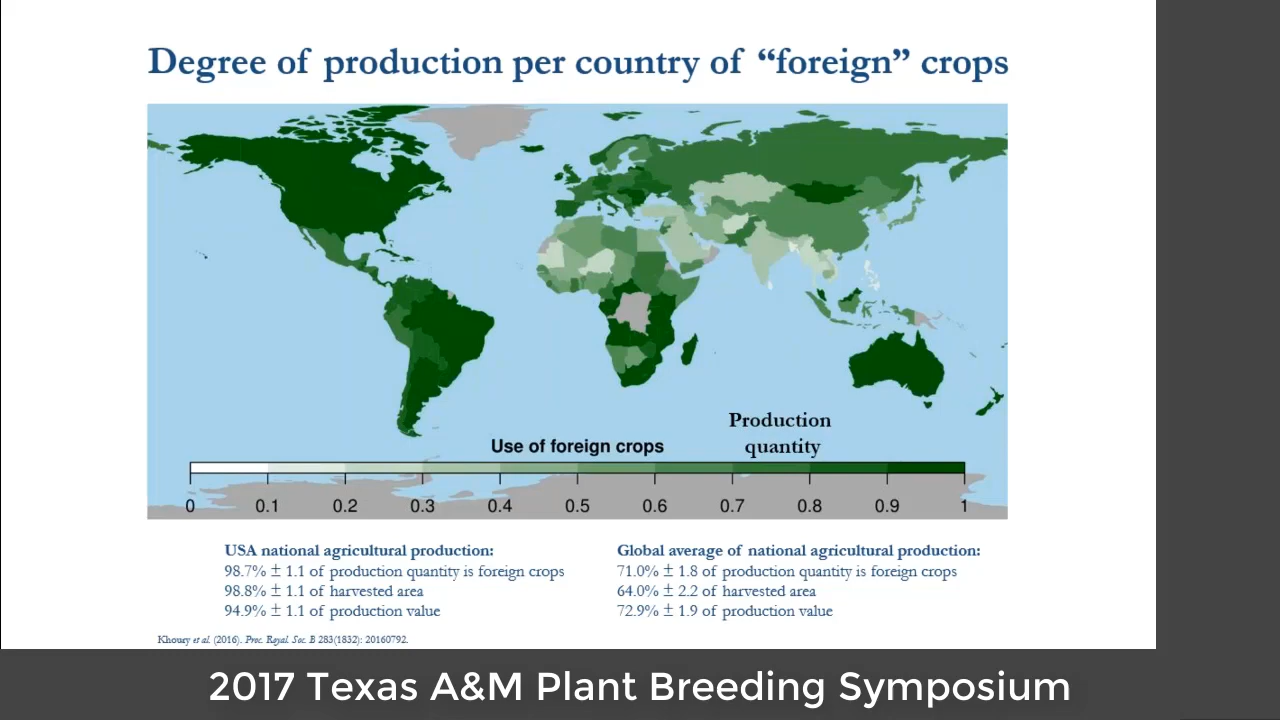 Degree of production per country of “foreign” crops
Production
quantity
Use of foreign crops
0 0.1 0.2 0.3 0.4 0.5 0.6 0.7 0.8 0.9 1
USA national agricultural production:
98.7% ± 1.1 of production quantity is foreign crops
98.8% ± 1.1 of harvested area
94.9% ± 1.1 of production value
Global average of national agricultural production:
71.0% ± 1.8 of production quantity is foreign crops
64.0% ± 2.2 of harvested area
72.9% ± 1.9 of production value
Khoury et al. (2016). Proc. Royal. Soc. B 283(1832): 20160792.
2017 Texas A&M Plant Breeding Symposium